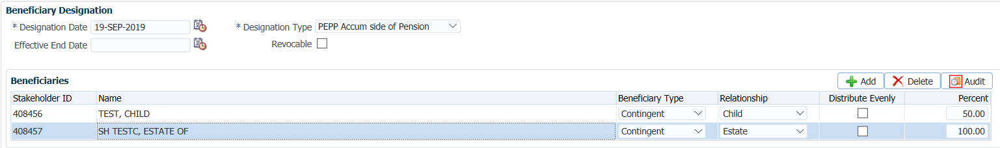 Beneficiary Designation
* Designation Date 19-SEP-2019 * Designation Type PEPP Accum side of Pension
Effective End Date Revocable
Beneficiaries Add Delete Audit
Stakeholder ID Name Beneficiary Type Relationship Distribute Evenly Percent
408456 TEST, CHILD Contingent Child 50.00
408457 SH TESTC, ESTATE OF Contingent Estate 100.00